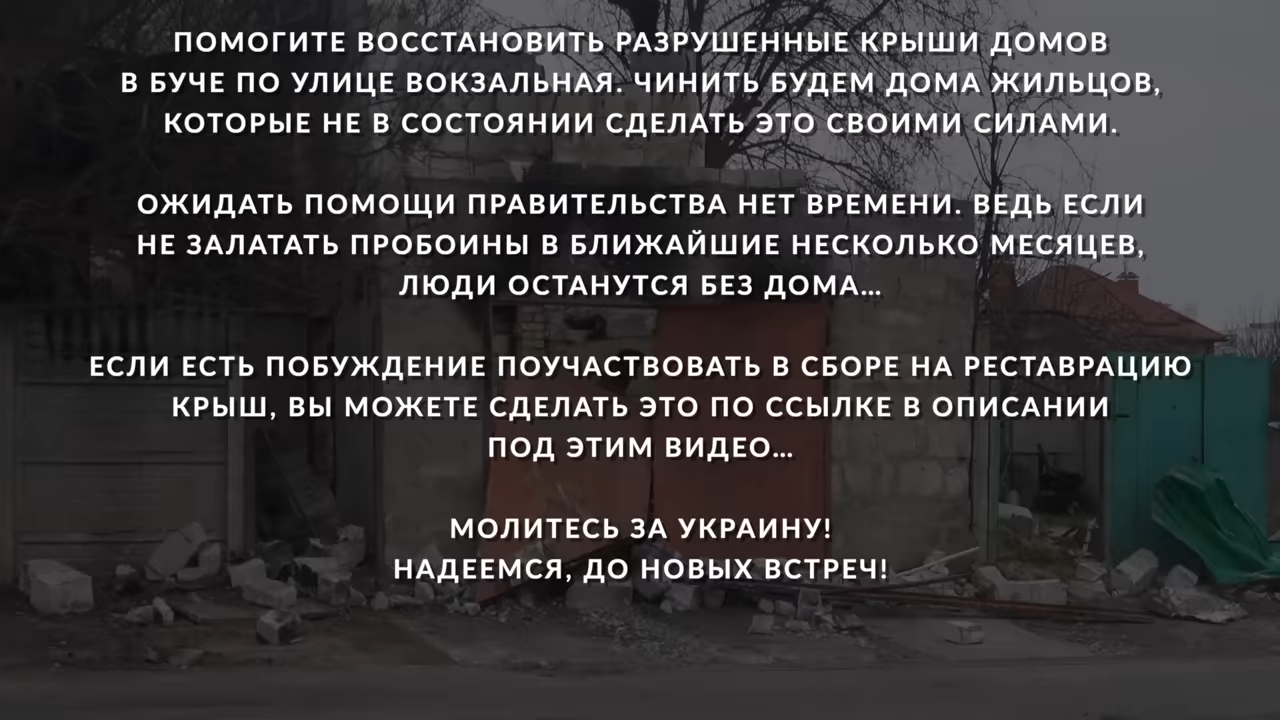 ПОМОГИТЕ ВОССТАНОВИТЬ РАЗРУШЕННЫЕ КРЫШИ ДОМОВ
В БУЧЕ ПО УЛИЦЕ ВОКЗАЛЬНАЯ. ЧИНИТЬ БУДЕМ ДОМА ЖИЛЬЦОВ,
КОТОРЫЕ НЕ В СОСТОЯНИИ СДЕЛАТЬ ЭТО СВОИМИ СИЛАМИ.
ОЖИДАТЬ ПОМОЩИ ПРАВИТЕЛЬСТВА НЕТ ВРЕМЕНИ. ВЕДЬ ЕСЛИ
НЕ ЗАЛАТАТЬ ПРОБОИНЫ В БЛИЖАЙШИЕ НЕСКОЛЬКО МЕСЯЦЕВ,
ЛЮДИ ОСТАНУТСЯ БЕЗ ДОМА...
ЕСЛИ ЕСТЬ ПОБУЖДЕНИЕ ПОУЧАСТВОВАТЬ В СБОРЕ НА РЕСТАВРАЦИЮ
КРЫШ, ВЫ МОЖЕТЕ СДЕЛАТЬ ЭТО ПО ССЫЛКЕ В ОПИСАНИИ
ПОД ЭТИМ ВИДЕО...
МОЛИТЕСЬ ЗА УКРАИНУ!
НАДЕЕМСЯ, ДО НОВЫХ ВСТРЕЧ!